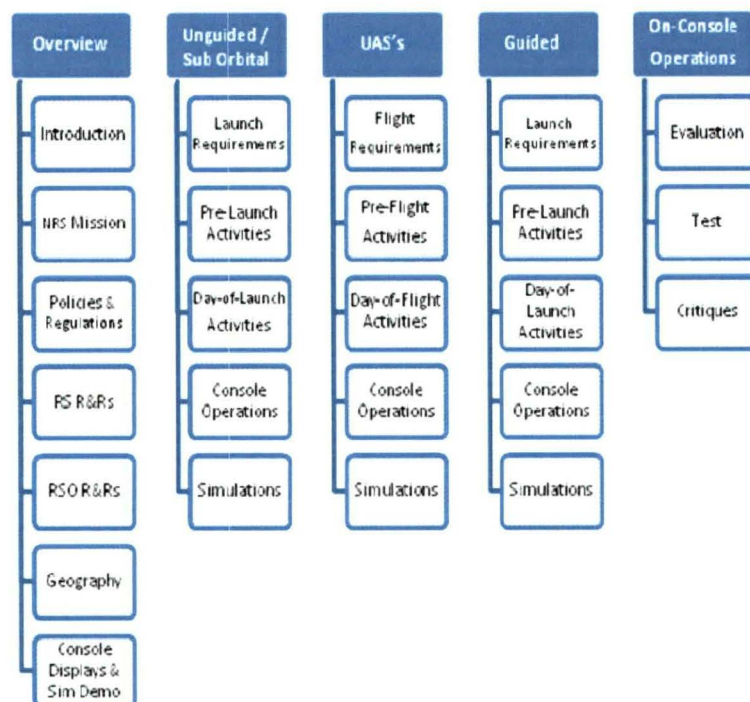 Overview
Introduction
NRS Mission
Policies &
Regulations
RS R&Rs
RSO R&Rs
Geography
Console
Displays &
Sim Demo
Unguided /
Sub Orbital
Launch
Requirements
Pre-Launch
Activities
Day-of-Launch
Activities
Console
Operations
Simulations
UAS's
Flight
Requirements
Pre-Flight
Activities
Day-of-Flight
Activities
Console
Operations
Simulations
Guided
Launch
Requirements
Pre-Launch
Activities
Day-of-
Launch
Activities
Console
Operations
Simulations
On-Console
Operations
Evaluation
Test
Critiques